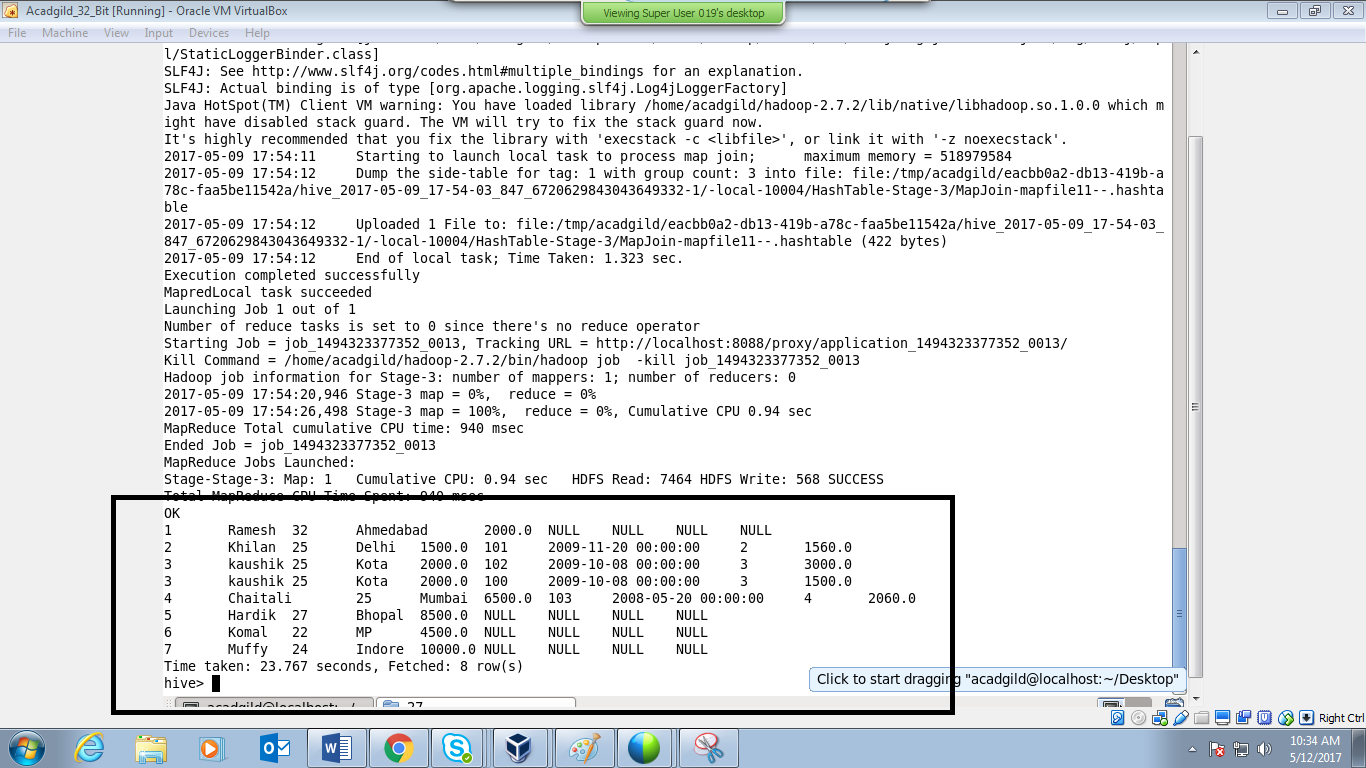 Acadgild_32_Bit [Running] - Oracle VM VirtualBox
Viewing Super User 019's desktop
File Machine View Input Devices Help
l/StaticLoggerBinder.class]
SLF4J: See http://www.slf4j.org/codes.html#multiple_bindings for an explanation.
SLF4J: Actual binding is of type [org.apache.logging.slf4j.Log4jLoggerFactory]
Java HotSpot(TM) Client VM warning: You have loaded library /home/acadgild/hadoop-2.7.2/lib/native/libhadoop.so.1.0.0 which m
ight have disabled stack guard. The VM will try to fix the stack guard now.
It's highly recommended that you fix the library with 'execstack -c <libfile>', or link it with '-z noexecstack'.
2017-05-09 17:54:11 Starting to launch local task to process map join; maximum memory = 518979584
2017-05-09 17:54:12 Dump the side-table for tag: 1 with group count: 3 into file: file:/tmp/acadgild/eacbb0a2-db13-419b-a
78c-faa5be11542a/hive_2017-05-09_17-54-03_847_6720629843043649332-1/-local-10004/HashTable-Stage-3/MapJoin-mapfile11--.hashta
ble
2017-05-09 17:54:12 Uploaded 1 File to: file:/tmp/acadgild/eacbb0a2-db13-419b-a78c-faa5be11542a/hive_2017-05-09_17-54-03_
847_6720629843043649332-1/-local-10004/HashTable-Stage-3/MapJoin-mapfile11--.hashtable (422 bytes)
2017-05-09 17:54:12 End of local task; Time Taken: 1.323 sec.
Execution completed successfully
MapredLocal task succeeded
Launching Job 1 out of 1
Number of reduce tasks is set to 0 since there's no reduce operator
Starting Job = job_1494323377352_0013, Tracking URL = http://localhost:8088/proxy/application_1494323377352_0013/
Kill Command = /home/acadgild/hadoop-2.7.2/bin/hadoop job -kill job_1494323377352_0013
Hadoop job information for Stage-3: number of mappers: 1; number of reducers: 0
2017-05-09 17:54:20,946 Stage-3 map = 0%, reduce = 0%
2017-05-09 17:54:26,498 Stage-3 map = 100%, reduce = 0%, Cumulative CPU 0.94 sec
MapReduce Total cumulative CPU time: 940 msec
Ended Job = job_1494323377352_0013
MapReduce Jobs Launched:
Stage-Stage-3: Map: 1 Cumulative CPU: 0.94 sec HDFS Read: 7464 HDFS Write: 568 SUCCESS
Total MapReduce CPU Time Spent: 940 msec
OK
1 Ramesh 32 Ahmedabad 2000.0 NULL NULL NULL NULL
2 Khilan 25 Delhi 1500.0 101 2009-11-20 00:00:00 2 1560.0
3 kaushik 25 Kota 2000.0 102 2009-10-08 00:00:00 3 3000.0
3 kaushik 25 Kota 2000.0 100 2009-10-08 00:00:00 3 1500.0
4 Chaitali 25 Mumbai 6500.0 103 2008-05-20 00:00:00 4 2060.0
5 Hardik 27 Bhopal 8500.0 NULL NULL NULL NULL
6 Komal 22 MP 4500.0 NULL NULL NULL NULL
7 Muffy 24 Indore 10000.0 NULL NULL NULL NULL
Time taken: 23.767 seconds, Fetched: 8 row(s)
hive>
Click to start dragging "acadgild@localhost:~/Desktop"
acadgild@localhost:~/
27
Right Ctrl
10:34 AM
5/12/2017